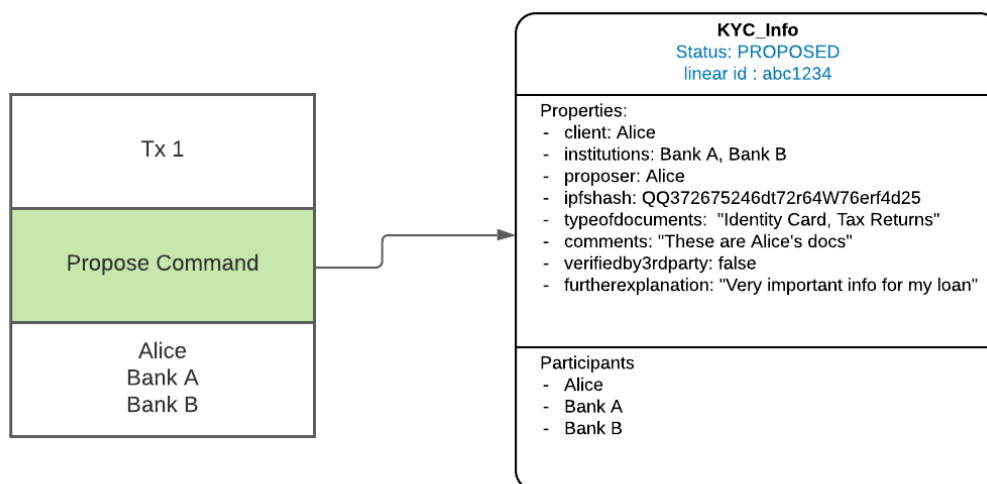 Tx 1
Propose Command
Alice
Bank A
Bank B
KYC_Info
Status: PROPOSED
linear id : abc1234
Properties:
- client: Alice
- institutions: Bank A, Bank B
- proposer: Alice
- ipfshash: QQ372675246dt72r64W76erf4d25
- typeofdocuments: "Identity Card, Tax Returns"
- comments: "These are Alice's docs"
- verifiedby3rdparty: false
- furtherexplanation: "Very important info for my loan"
Participants
- Alice
- Bank A
- Bank B